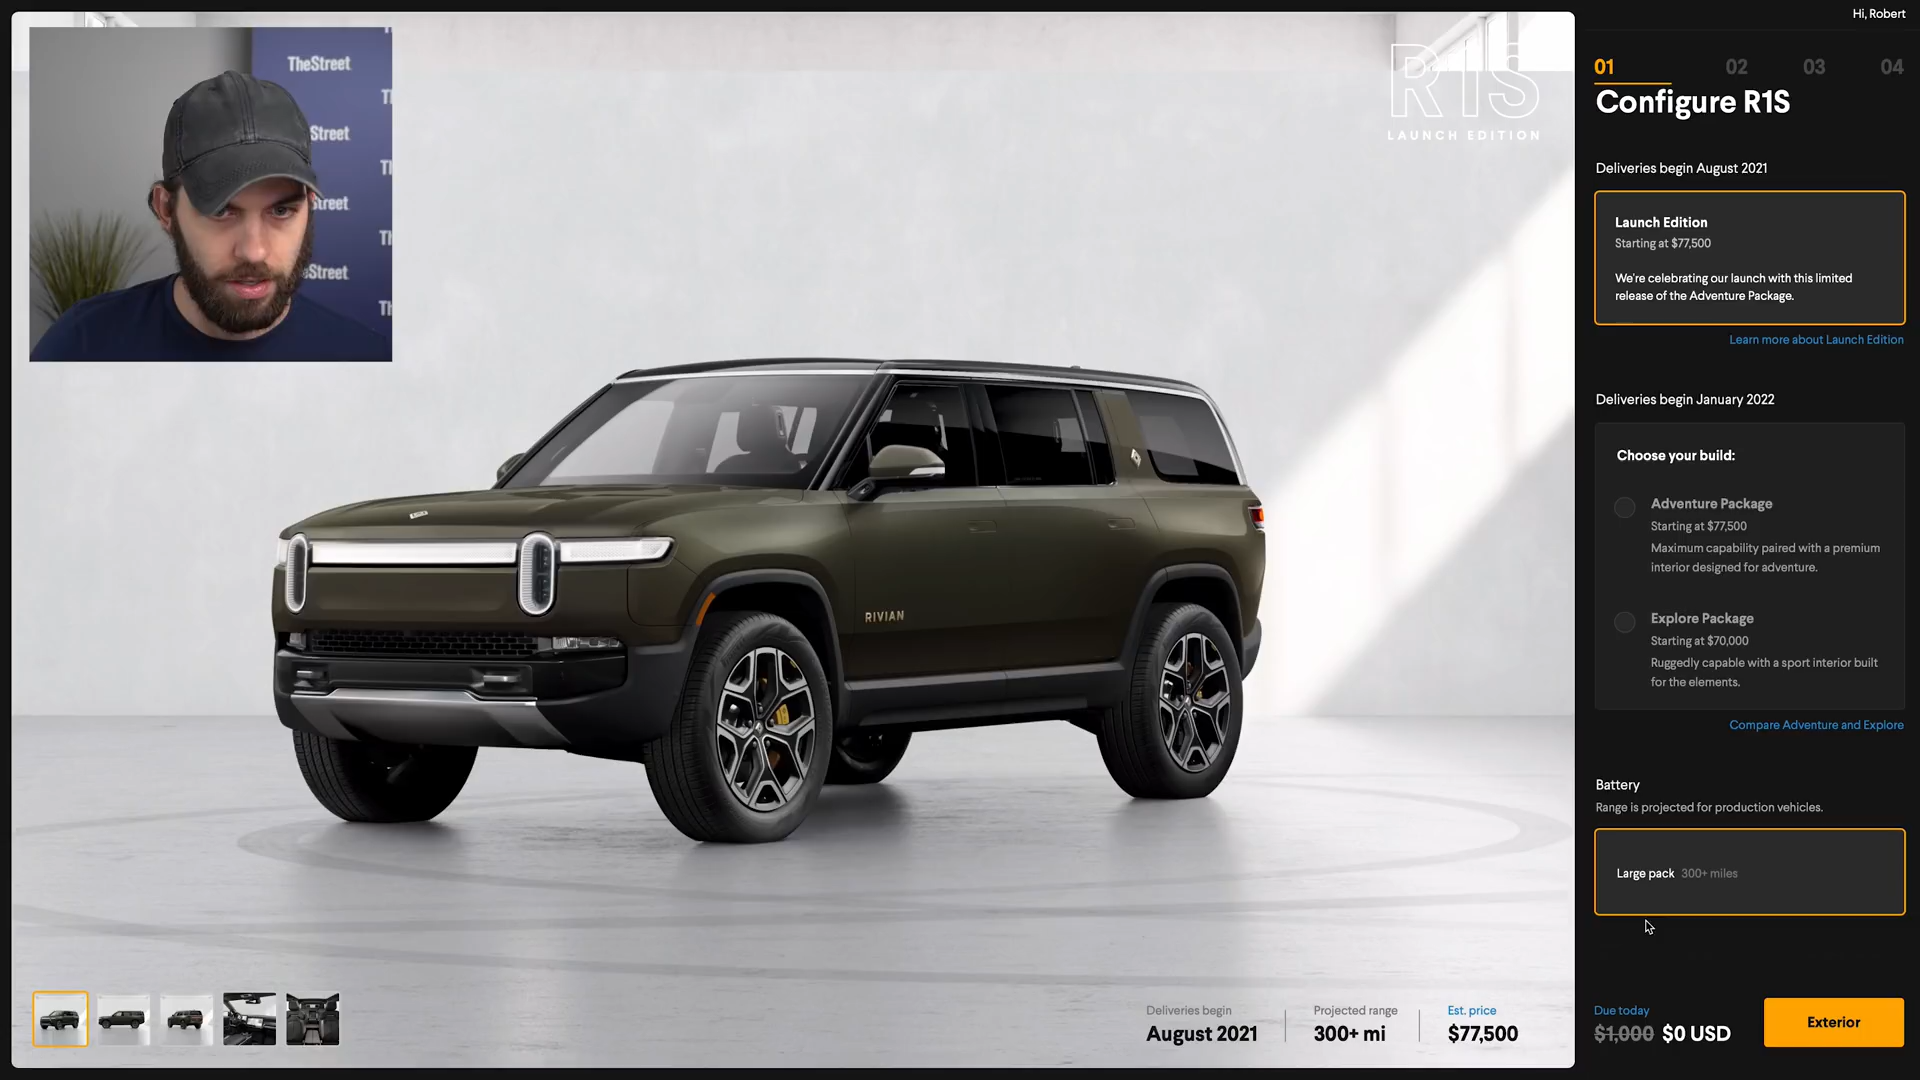 Hi, Robert
TheStreet
Street
Street
eStreet
R1S
LAUNCH EDITION
RIVIAN
01 02 03 04
Configure R1S
Deliveries begin August 2021
Launch Edition
Starting at $77,500
We're celebrating our launch with this limited
release of the Adventure Package.
Learn more about Launch Edition
Deliveries begin January 2022
Choose your build:
Adventure Package
Starting at $77,500
Maximum capability paired with a premium
interior designed for adventure.
Explore Package
Starting at $70,000
Ruggedly capable with a sport interior built
for the elements.
Compare Adventure and Explore
Battery
Range is projected for production vehicles.
Large pack 300+ miles
Deliveries begin
August 2021
Projected range
300+ mi
Est. price
$77,500
Due today
$1,000 $0 USD
Exterior